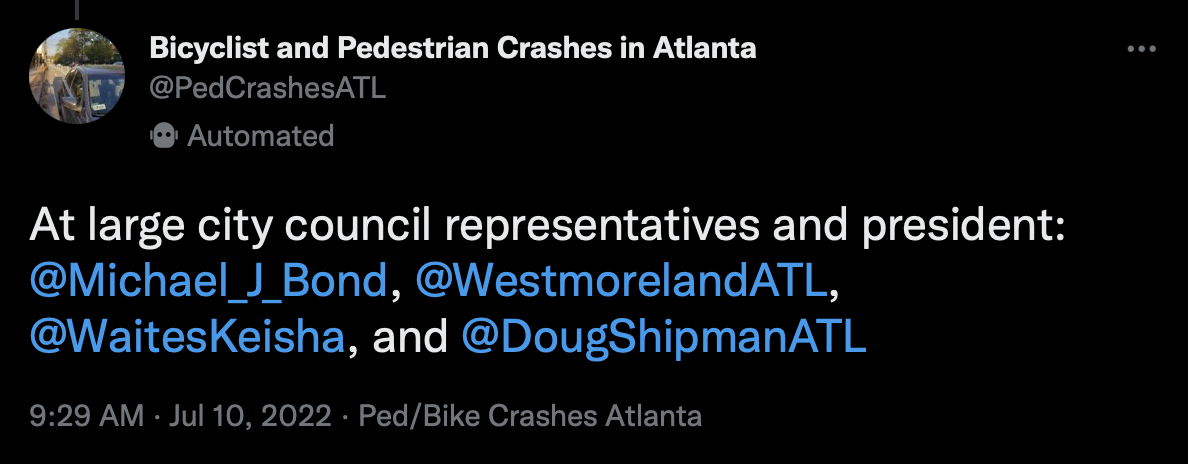 Bicyclist and Pedestrian Crashes in Atlanta
@PedCrashesATL
Automated
At large city council representatives and president:
@Michael_J_Bond, @WestmorelandATL,
@WaitesKeisha, and @DougShipmanATL
9:29 AM · Jul 10, 2022 · Ped/Bike Crashes Atlanta